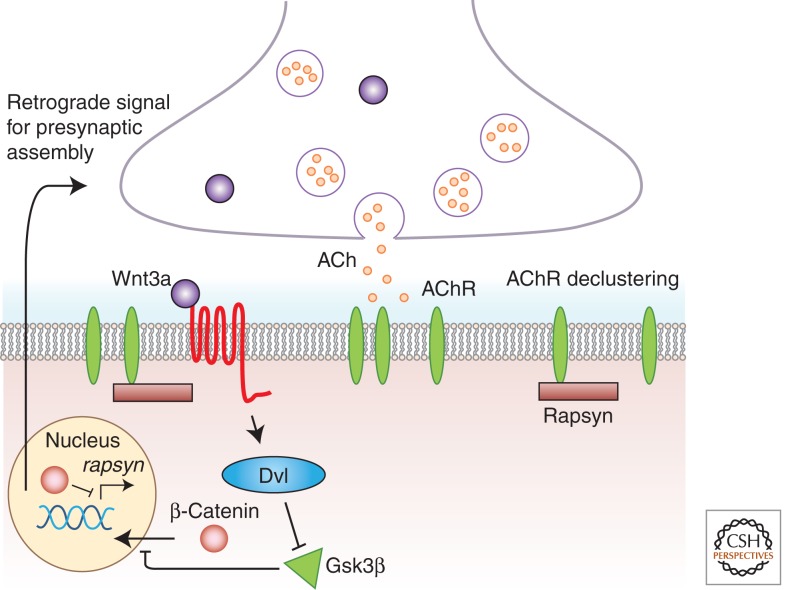 Retrograde signal
for presynaptic
assembly
ACh
Wnt3a
AChR
AChR declustering
Rapsyn
Nucleus
rapsyn
Dvl
β-Catenin
Gsk3β
CSH
PERSPECTIVES